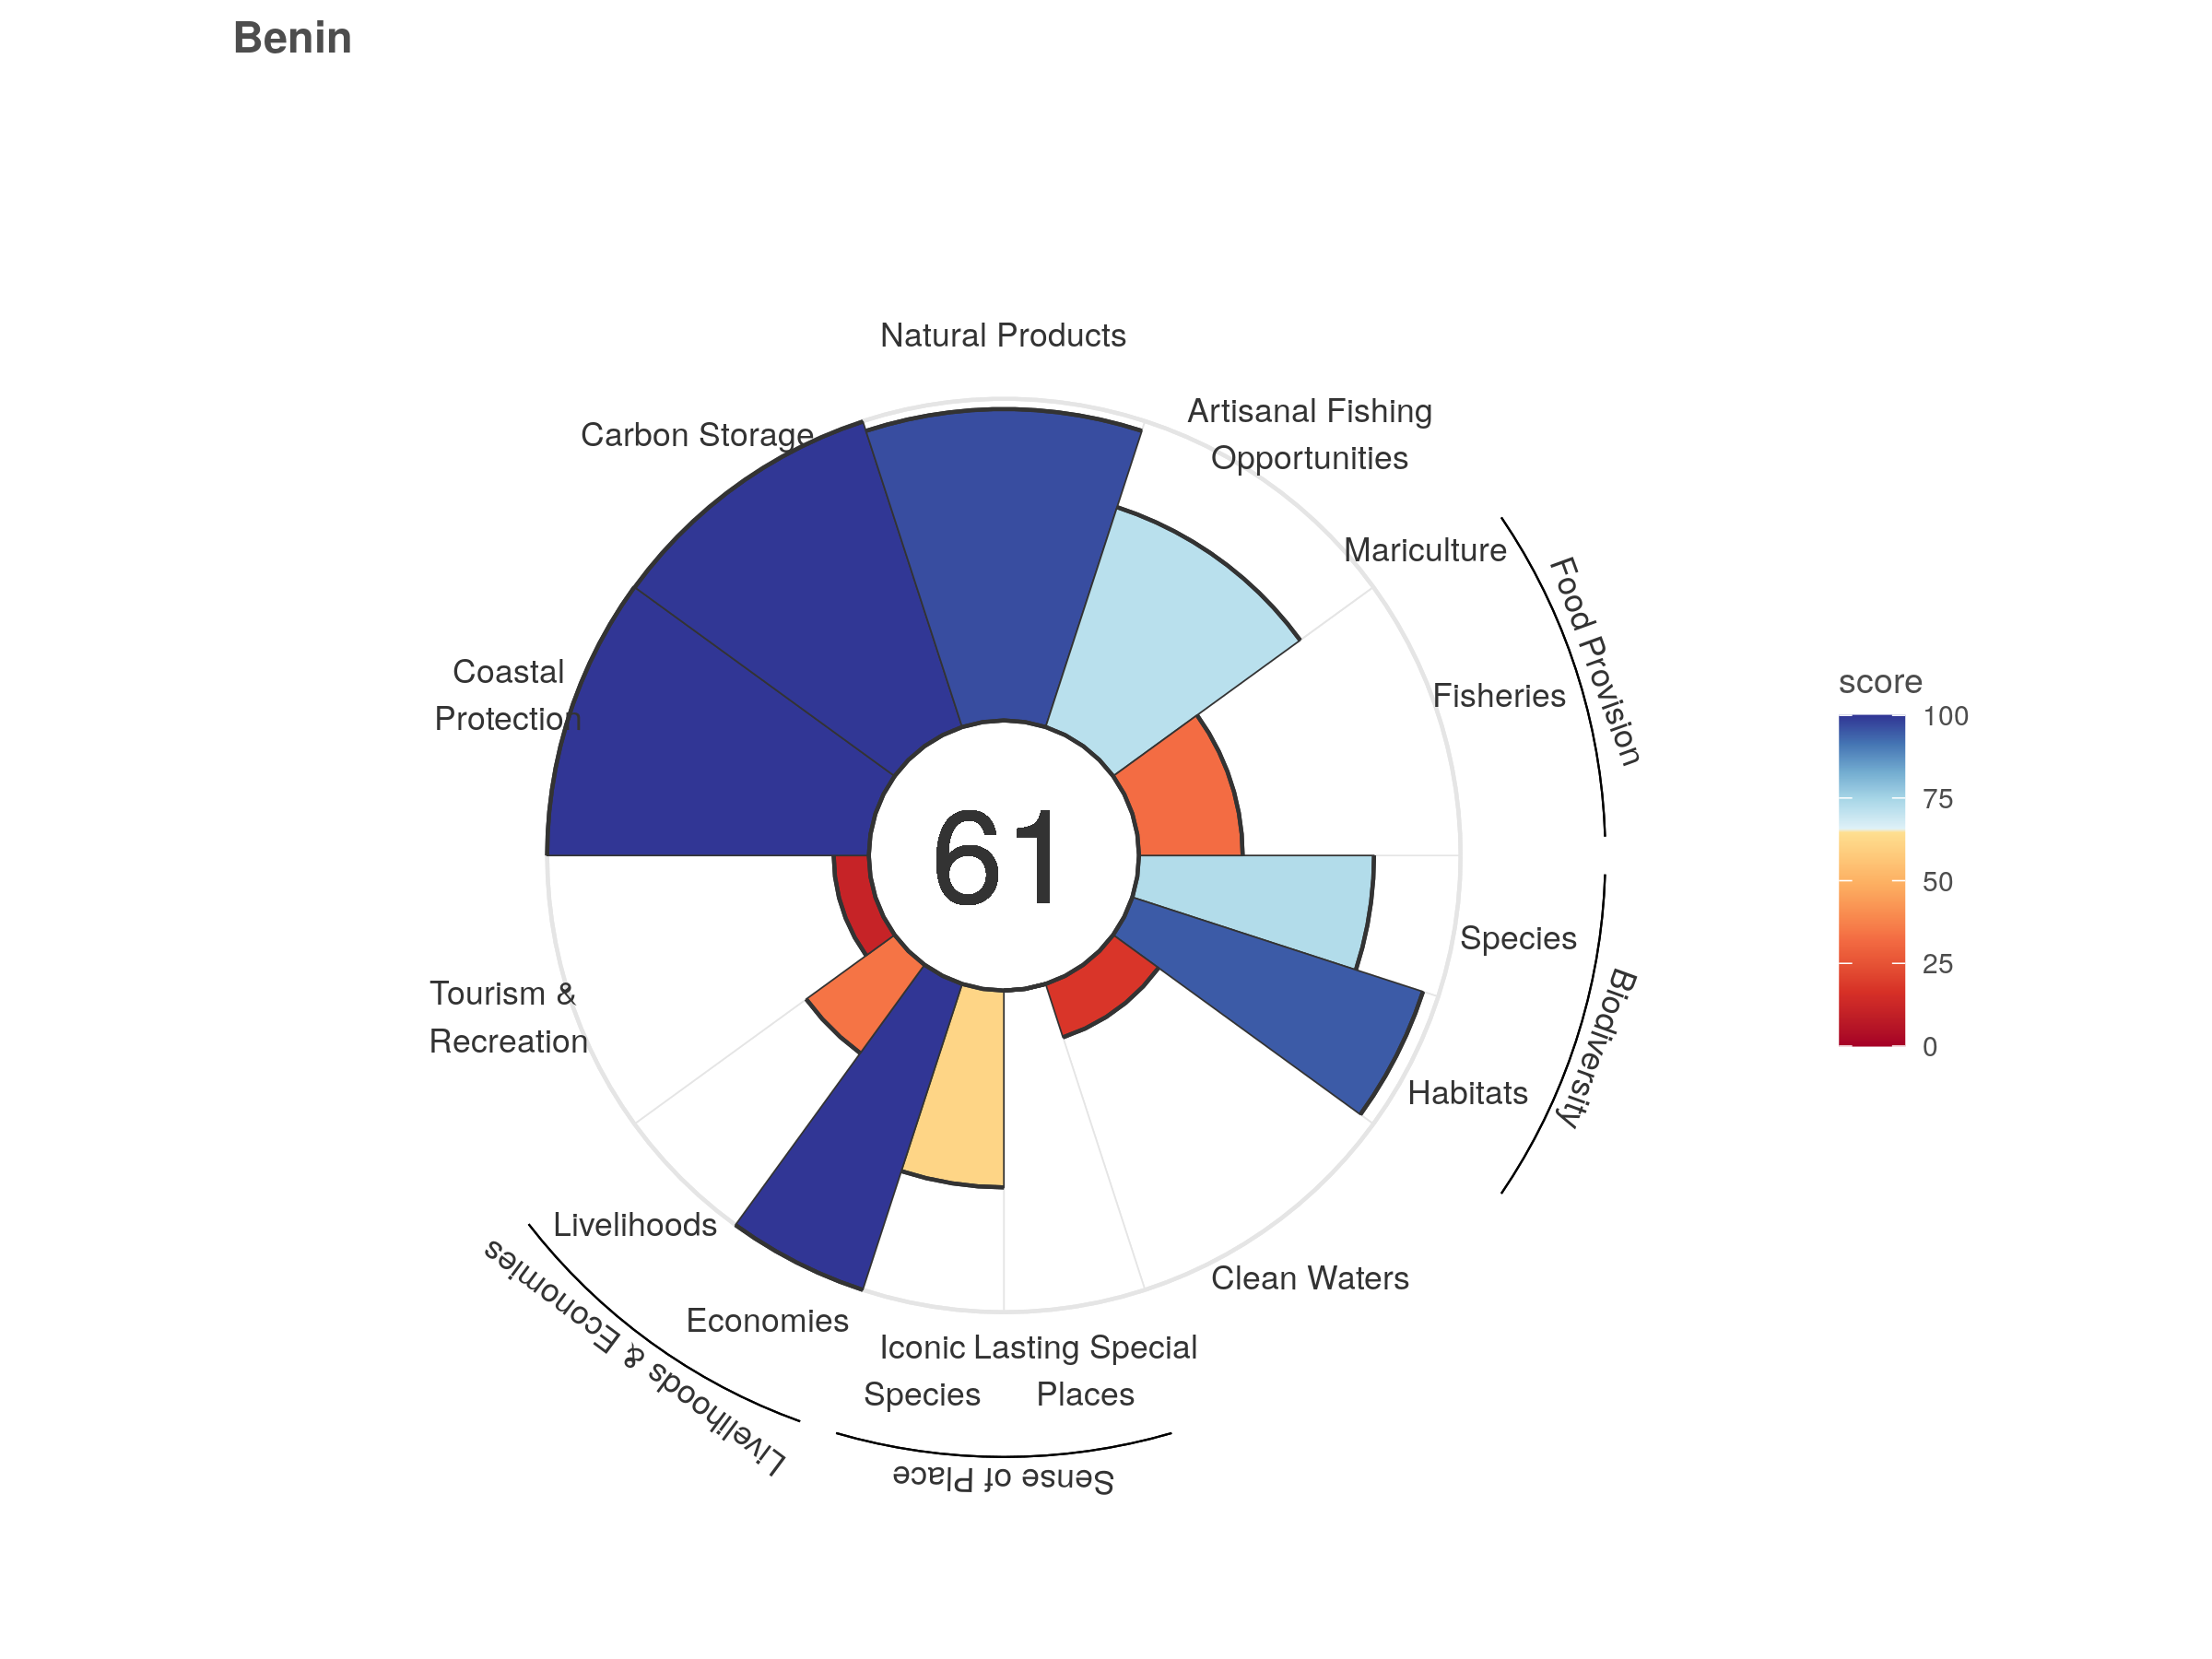 Benin
Natural Products
Artisanal Fishing
Opportunities
Carbon Storage
Mariculture
Food Provision
Coastal
Protection
Fisheries
score
100
75
50
25
0
61
Species
Biodiversity
Tourism &
Recreation
Habitats
Livelihoods
Clean Waters
Economies
Livelihoods & Economies
Iconic
Species
Lasting Special
Places
Sense of Place